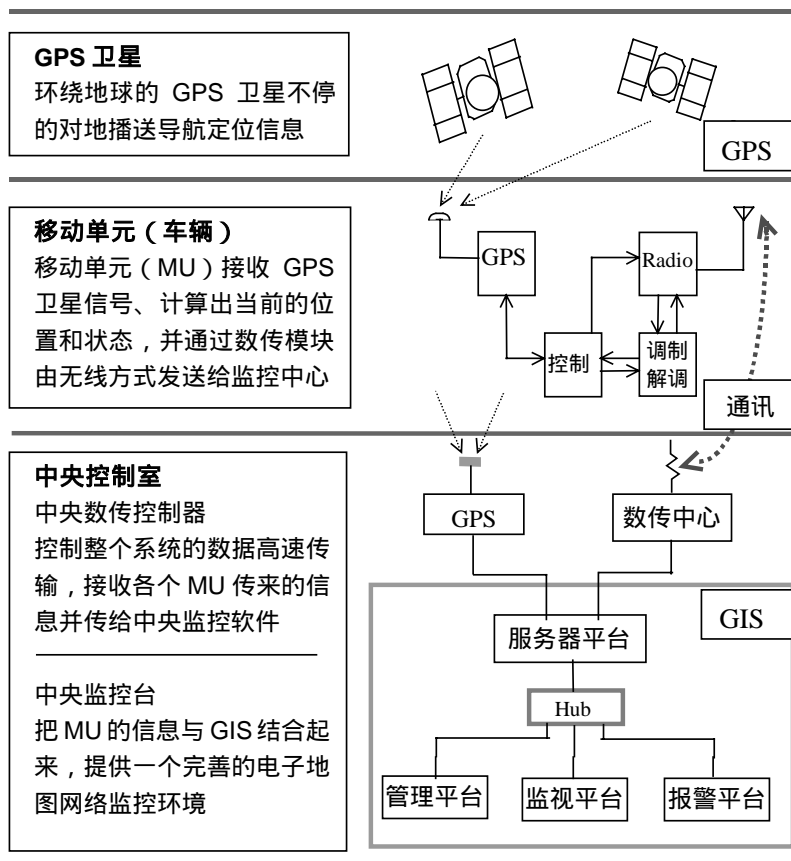 GPS 卫星
环绕地球的 GPS 卫星不停
的对地播送导航定位信息
GPS
移动单元（车辆）
移动单元（MU）接收 GPS
卫星信号、计算出当前的位
置和状态，并通过数传模块
由无线方式发送给监控中心
GPS
Radio
控制
调制
解调
通讯
中央控制室
中央数传控制器
控制整个系统的数据高速传
输，接收各个 MU 传来的信
息并传给中央监控软件
中央监控台
把 MU 的信息与 GIS 结合起
来，提供一个完善的电子地
图网络监控环境
GPS
数传中心
GIS
服务器平台
Hub
管理平台
监视平台
报警平台